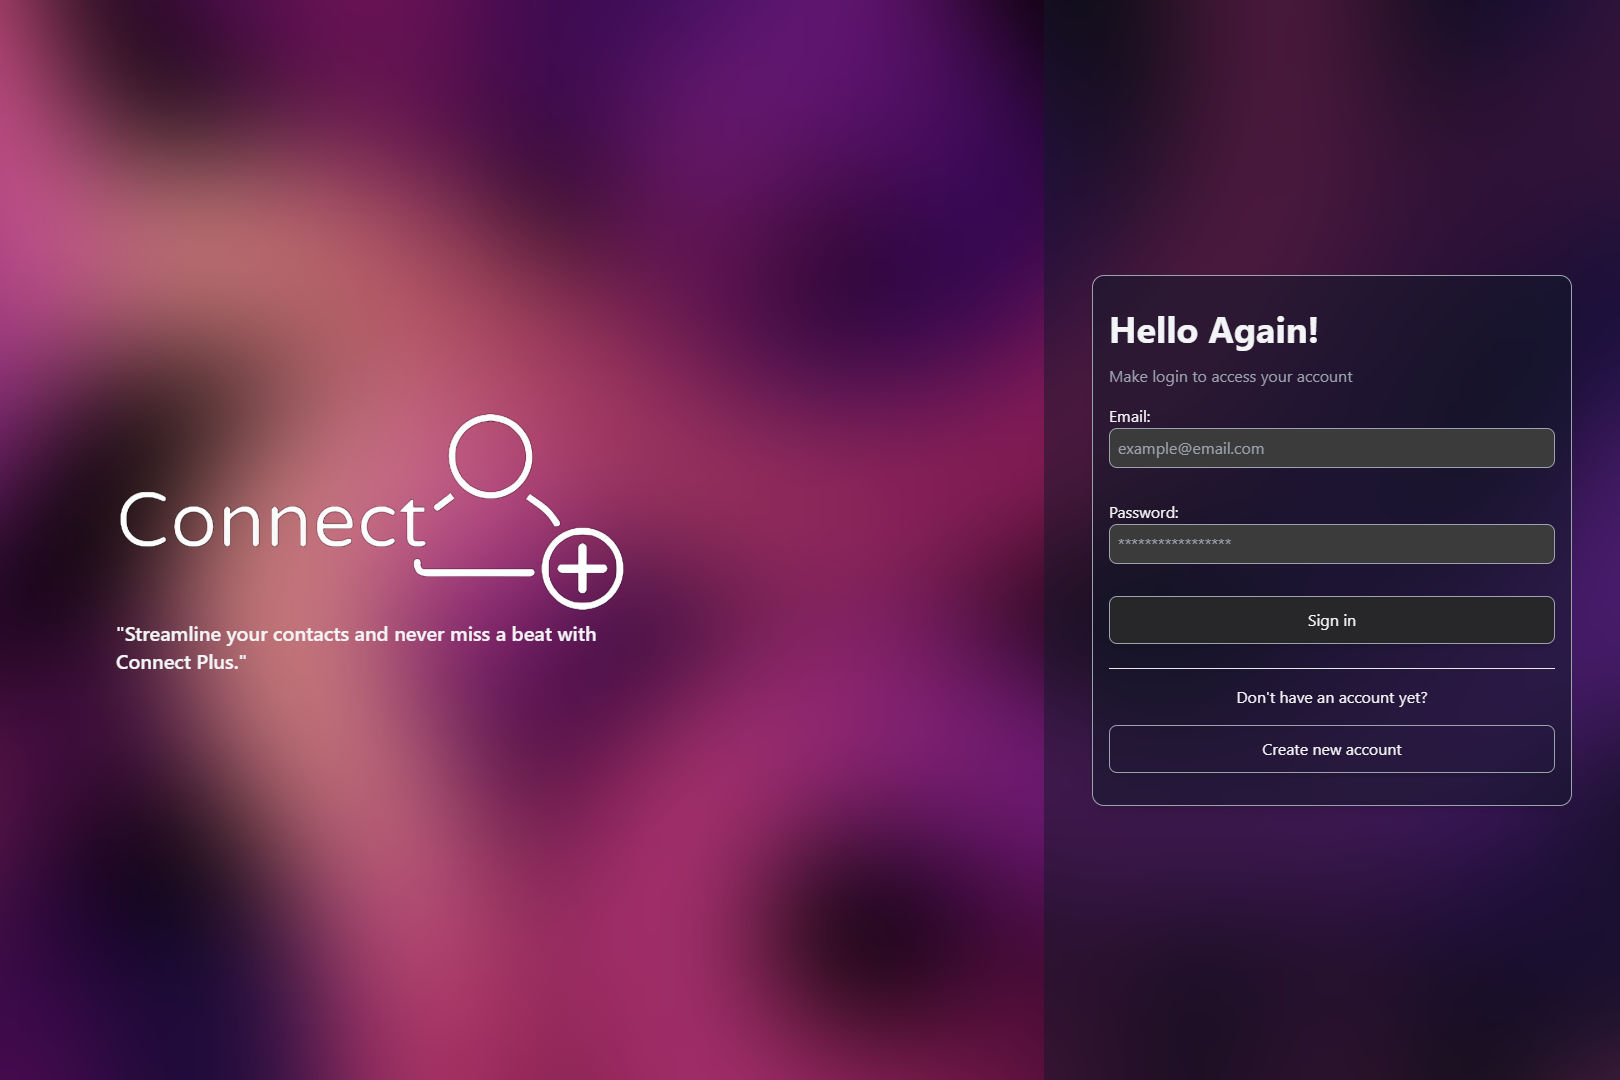 Connect
"Streamline your contacts and never miss a beat with
Connect Plus."
Hello Again!
Make login to access your account
Email:
example@email.com
Password:
*****************
Sign in
Don't have an account yet?
Create new account